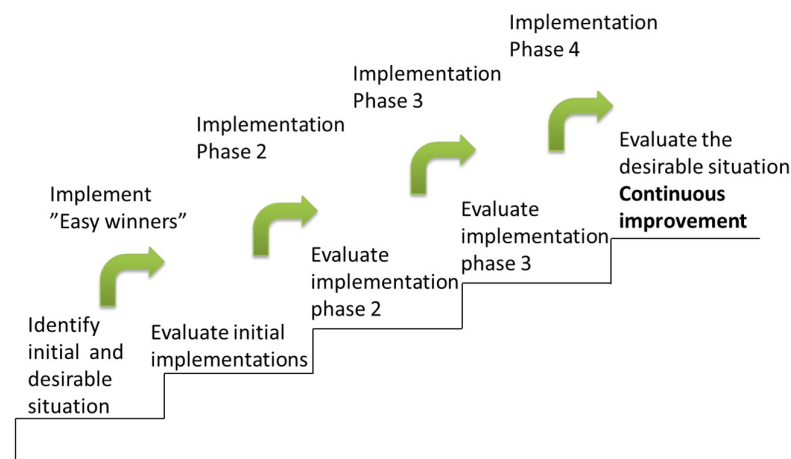 Implementation
Phase 4
Implementation
Phase 3
Implementation
Phase 2
Implement
”Easy winners”
Evaluate the
desirable situation
Continuous
improvement
Evaluate
implementation
phase 3
Evaluate
implementation
phase 2
Evaluate initial
implementations
Identify
initial and
desirable
situation